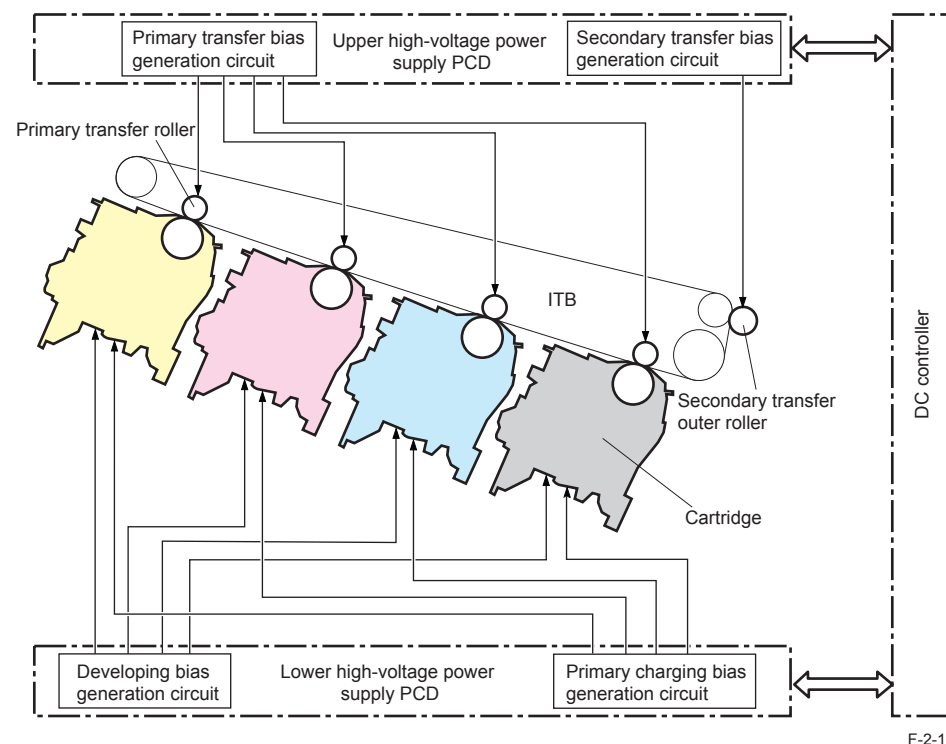 Primary transfer bias
generation circuit
Upper high-voltage power
supply PCD
Secondary transfer bias
generation circuit
Primary transfer roller
ITB
DC controller
Secondary transfer
outer roller
Cartridge
Developing bias
generation circuit
Lower high-voltage power
supply PCD
Primary charging bias
generation circuit
F-2-1